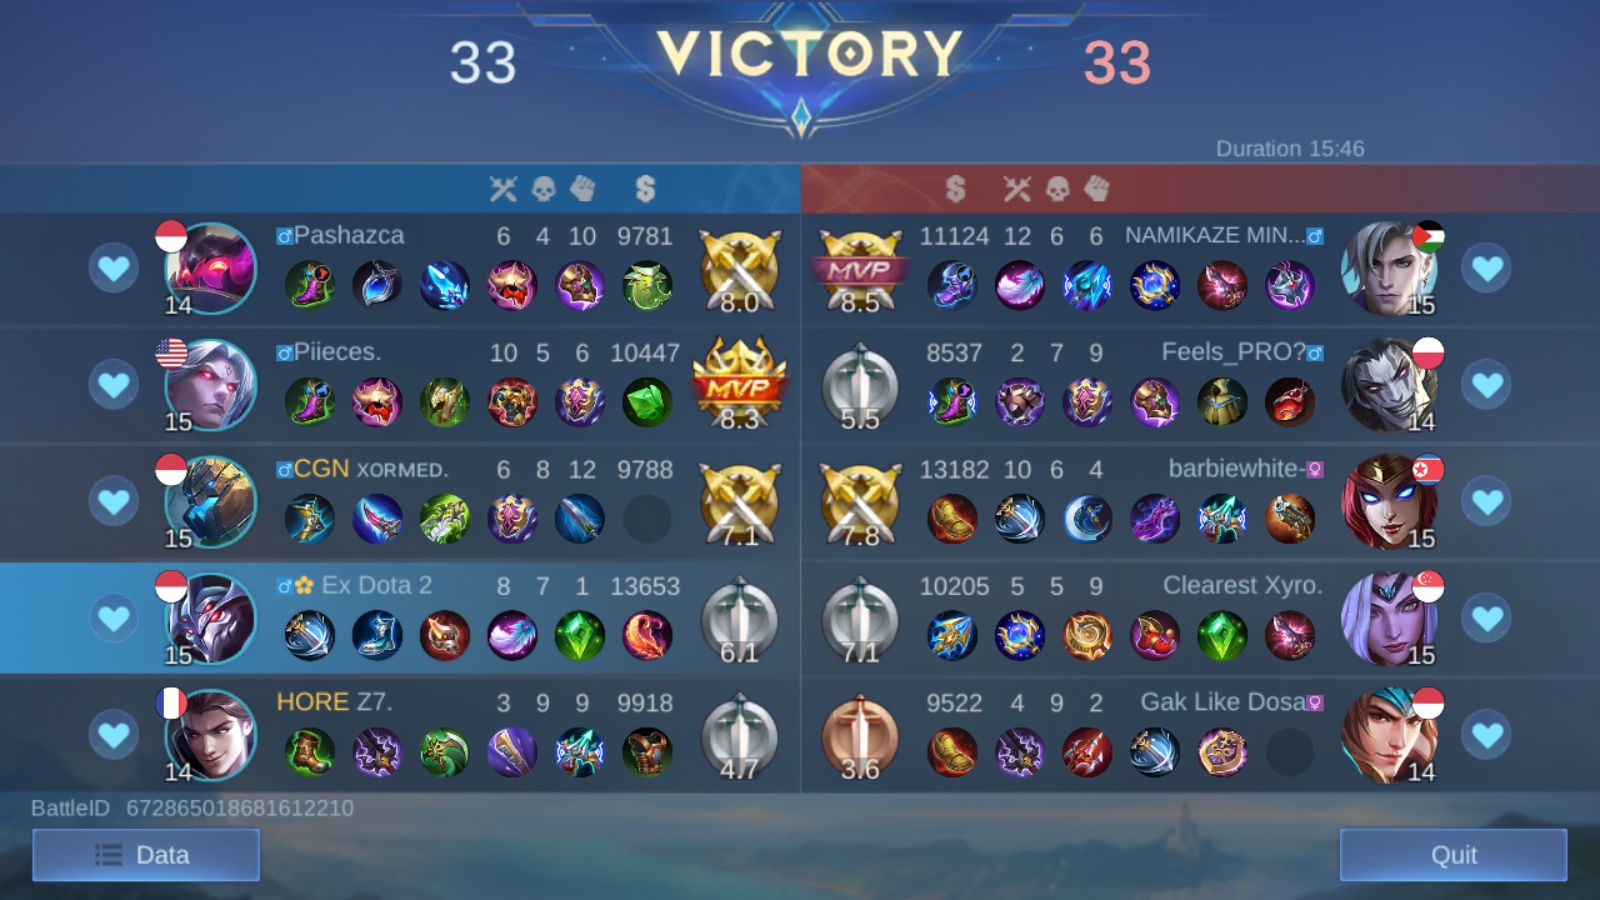 33 VICTORY 33
Duration 15:46
Pashazca 6 4 10 9781
14
8.0
MVP
8.5
11124 12 6 6 NAMIKAZE MIN...
15
Piieces. 10 5 6 10447
15
MVP
8.3
5.5
8537 2 7 9 Feels_PRO?
14
CGN XORMED. 6 8 12 9788
15
7.1
7.8
13182 10 6 4 barbiewhite-
15
Ex Dota 2 8 7 1 13653
15
6.1
7.1
10205 5 5 9 Clearest Xyro.
15
HORE Z7. 3 9 9 9918
14
4.7
3.6
9522 4 9 2 Gak Like Dosa
14
BattleID 672865018681612210
Data
Quit